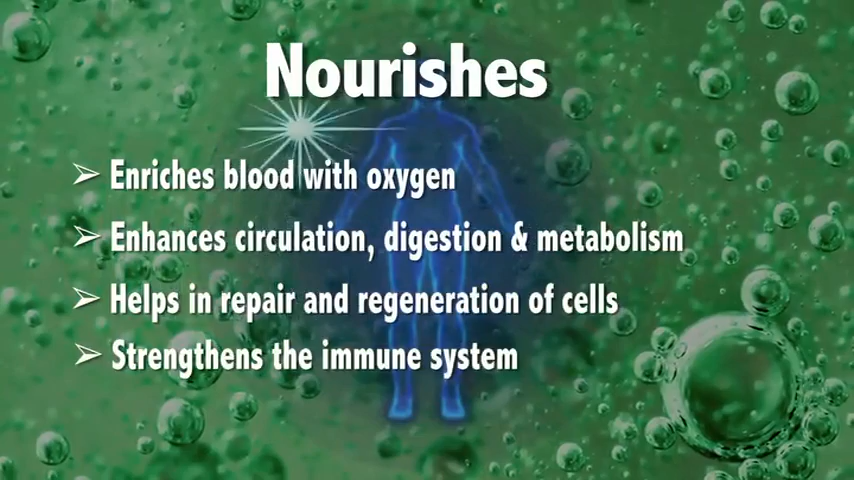 Nourishes
➢ Enriches blood with oxygen
➢ Enhances circulation, digestion & metabolism
➢ Helps in repair and regeneration of cells
➢ Strengthens the immune system